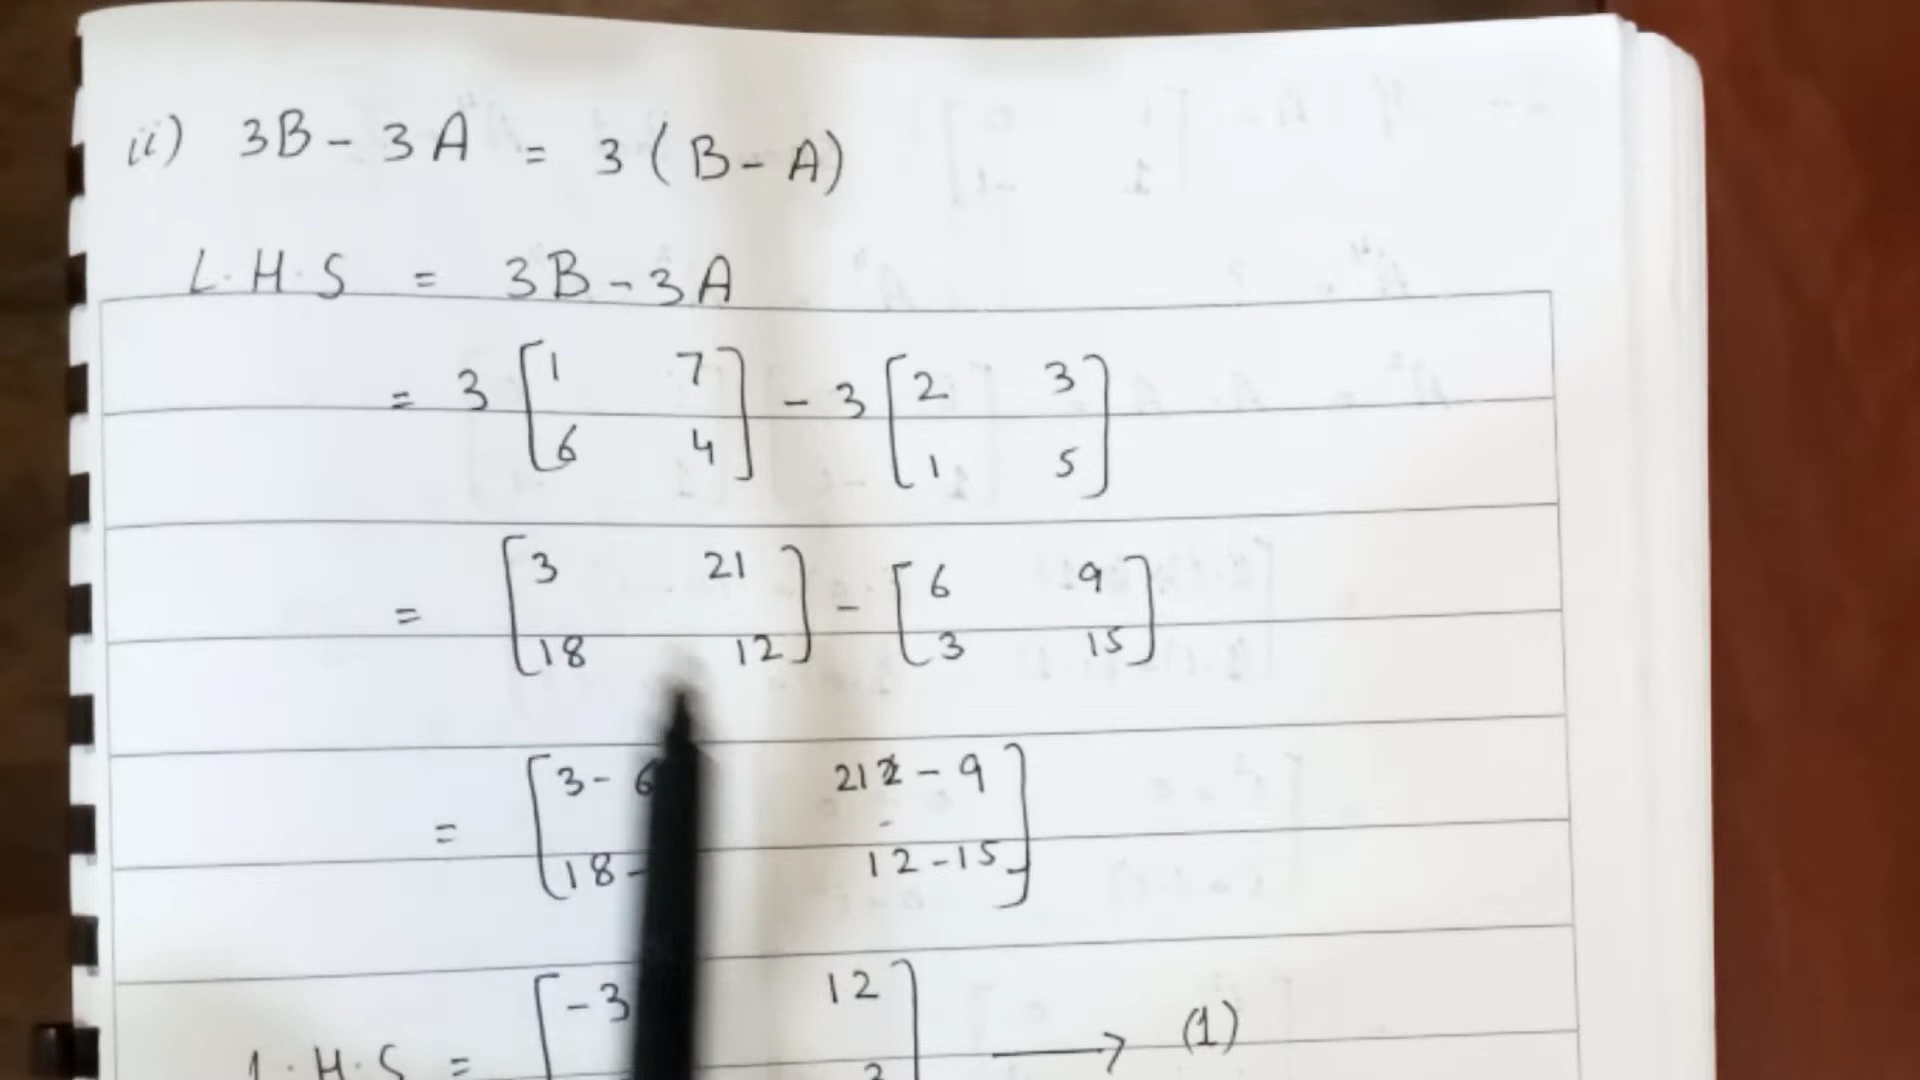 ii) 3B - 3A = 3 (B - A)
L.H.S = 3B - 3A
= 3 [1 7] - 3 [2 3]
[6 4] [1 5]
= [3 21] - [6 9]
[18 12] [3 15]
= [3 - 6 21 - 9]
[18 - 12 - 15]
[-3 12]
L.H.S = → (1)